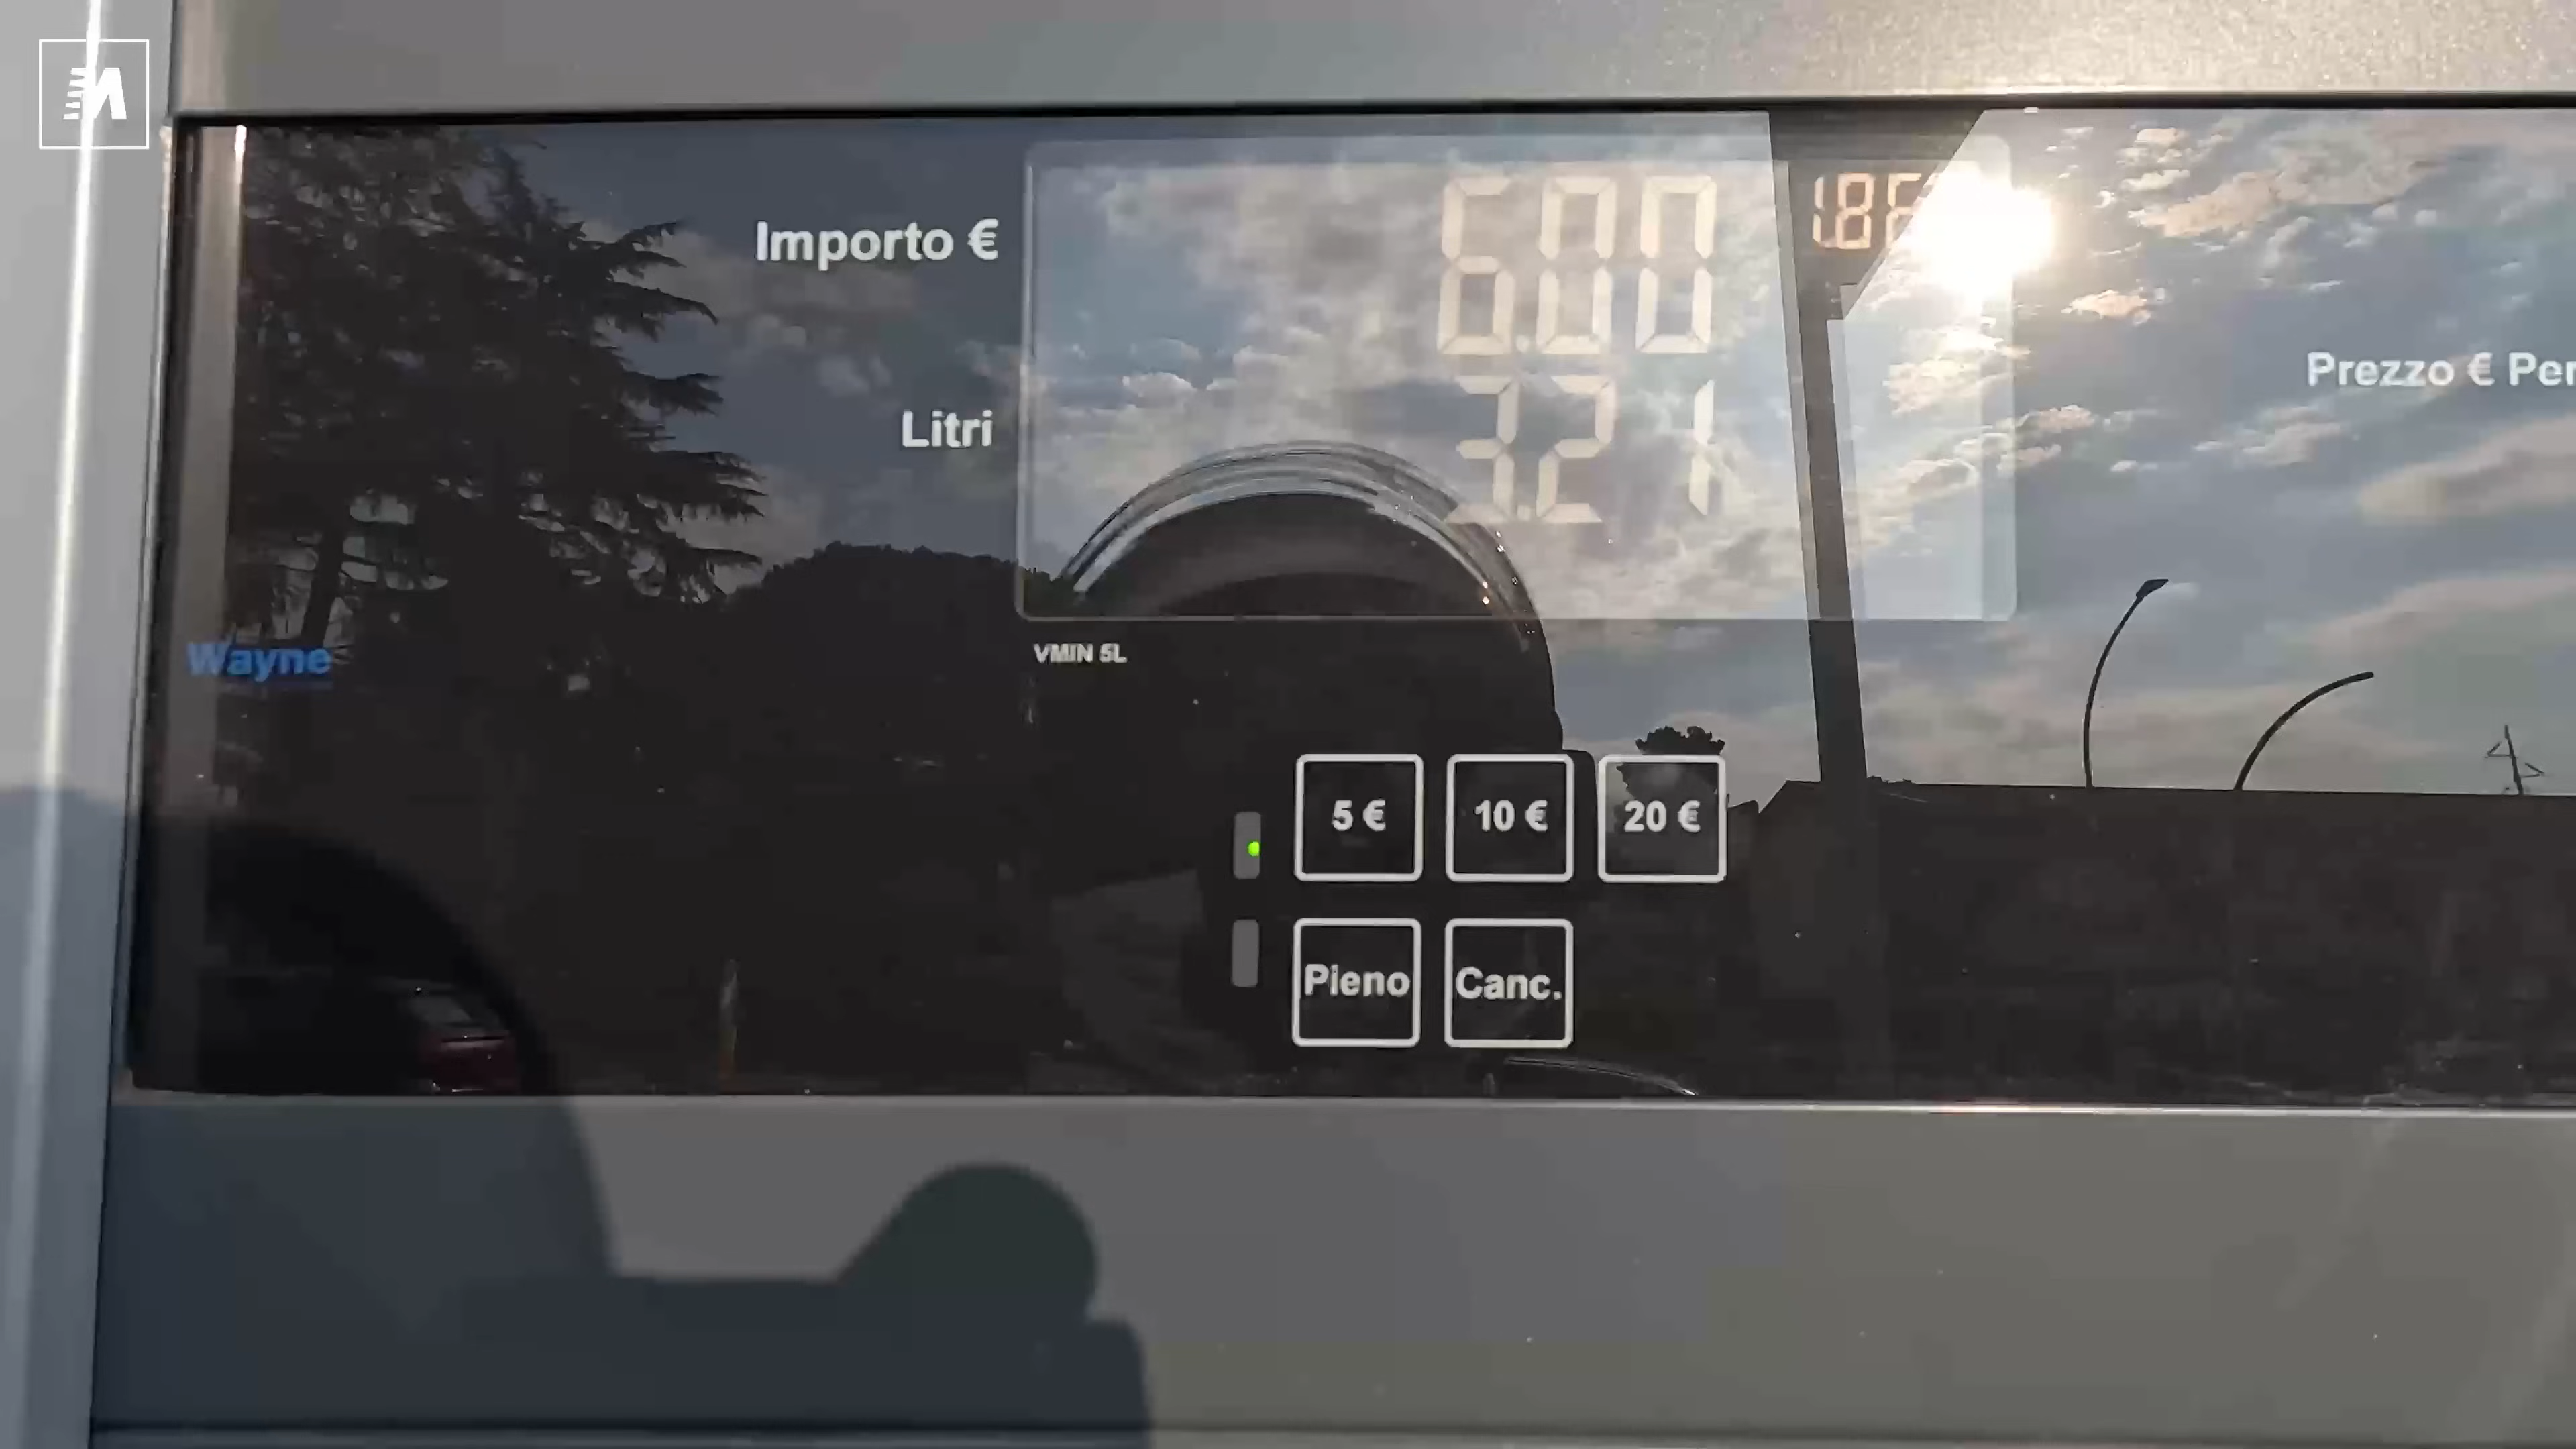 Importo €
6.00
Litri
3.21
Prezzo € Per
Wayne
VMIN 5L
5 €
10 €
20 €
Pieno
Canc.